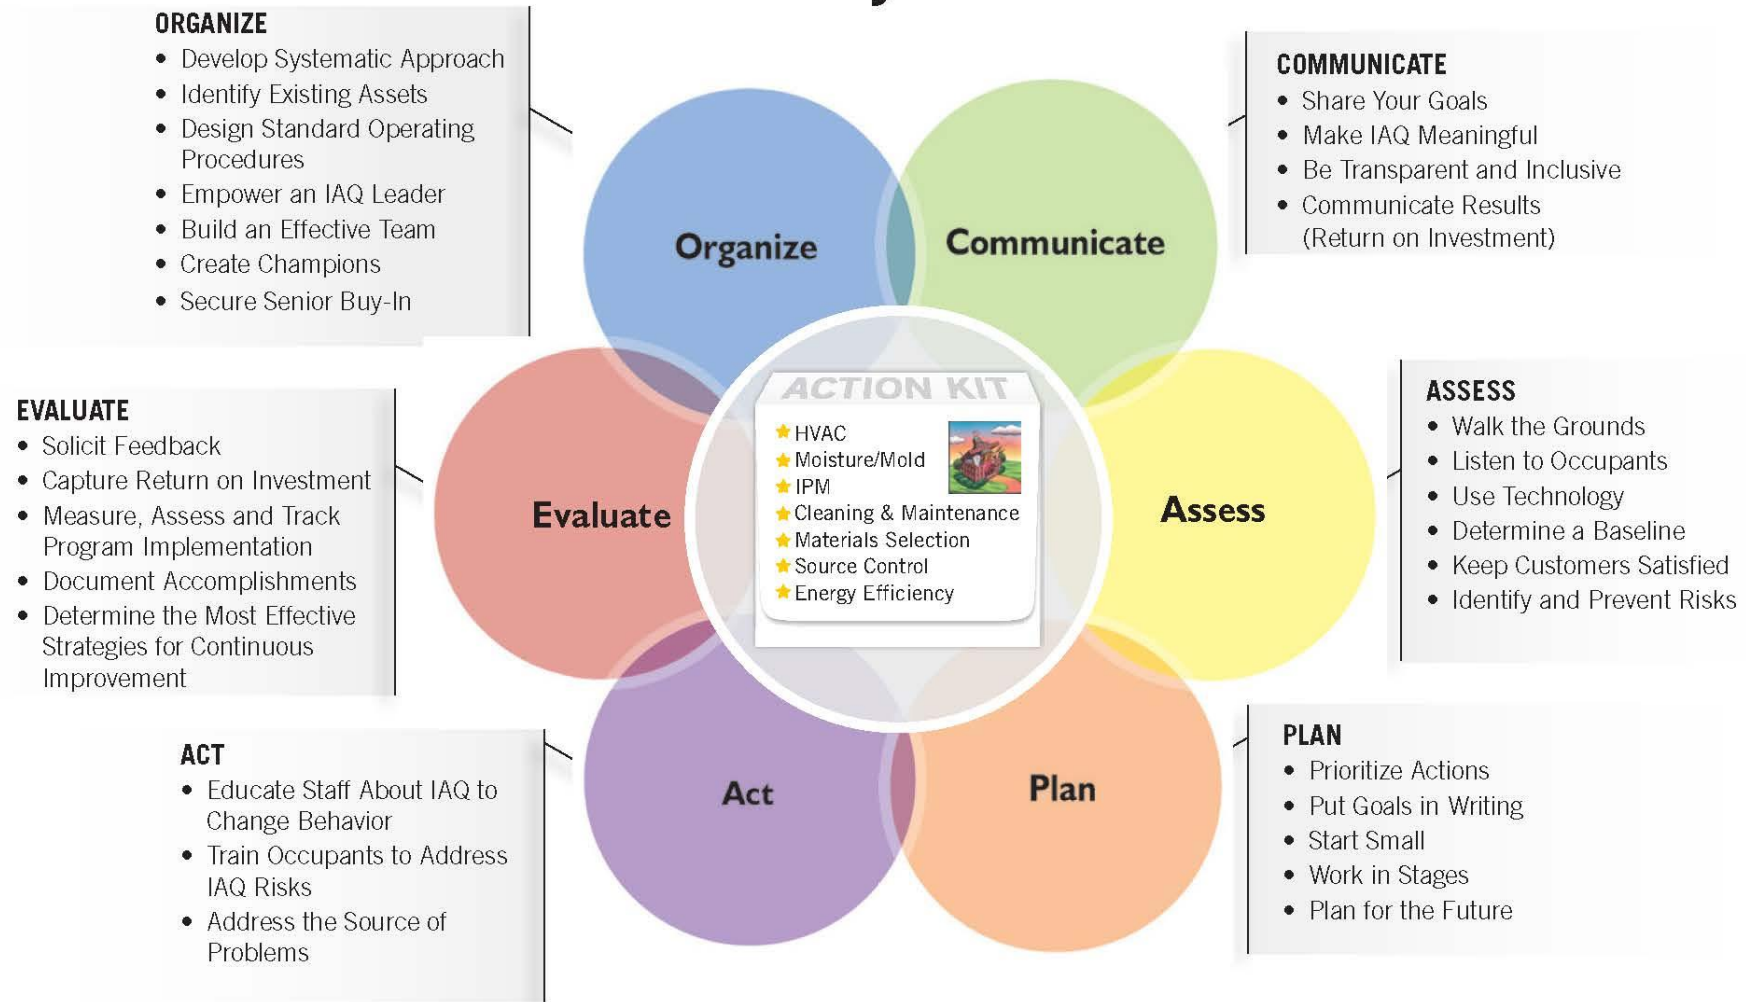 ORGANIZE
• Develop Systematic Approach
• Identify Existing Assets
• Design Standard Operating
Procedures
• Empower an IAQ Leader
• Build an Effective Team
• Create Champions
• Secure Senior Buy-In
COMMUNICATE
• Share Your Goals
• Make IAQ Meaningful
• Be Transparent and Inclusive
• Communicate Results
(Return on Investment)
Organize
Communicate
EVALUATE
• Solicit Feedback
• Capture Return on Investment
• Measure, Assess and Track
Program Implementation
• Document Accomplishments
• Determine the Most Effective
Strategies for Continuous
Improvement
Evaluate
ACTION KIT
HVAC
Moisture/Mold
IPM
Cleaning & Maintenance
Materials Selection
Source Control
Energy Efficiency
Assess
ASSESS
• Walk the Grounds
• Listen to Occupants
• Use Technology
• Determine a Baseline
• Keep Customers Satisfied
• Identify and Prevent Risks
ACT
• Educate Staff About IAQ to
Change Behavior
• Train Occupants to Address
IAQ Risks
• Address the Source of
Problems
Act
Plan
PLAN
• Prioritize Actions
• Put Goals in Writing
• Start Small
• Work in Stages
• Plan for the Future